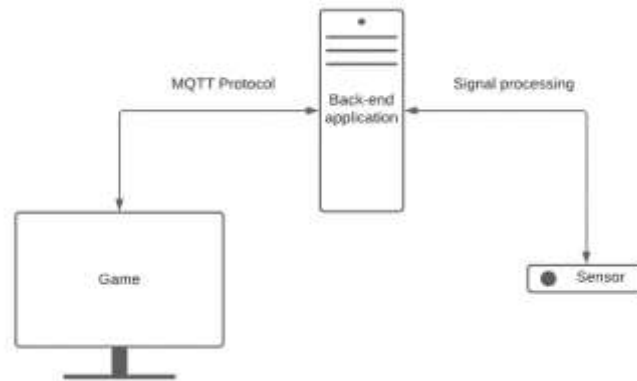 MQTT Protocol
Signal processing
Back-end
application
Game
Sensor